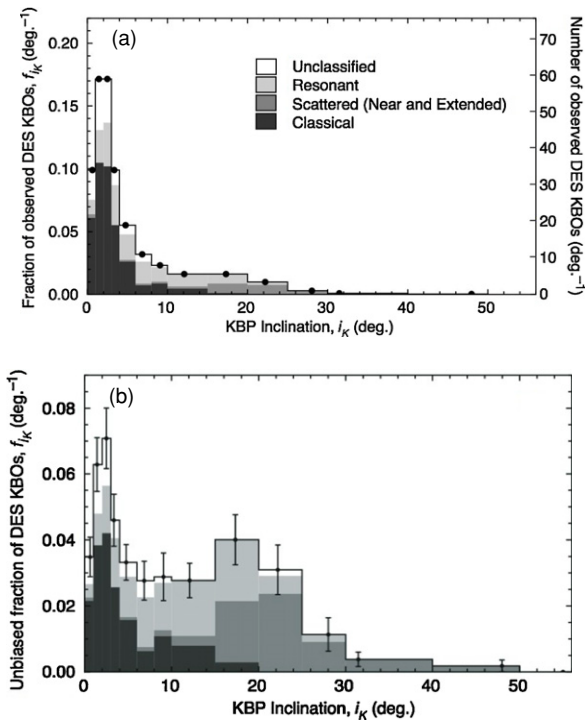 (a)
Unclassified
Resonant
Scattered (Near and Extended)
Classical
Fraction of observed DES KBOs, f_iK (deg.⁻¹)
Number of observed DES KBOs (deg.⁻¹)
0.20
0.15
0.10
0.05
0.00
70
60
50
40
30
20
10
0
0 10 20 30 40 50
KBP Inclination, i_K (deg.)
(b)
Unbiased fraction of DES KBOs, f_iK (deg.⁻¹)
0.08
0.06
0.04
0.02
0.00
0 10 20 30 40 50
KBP Inclination, i_K (deg.)